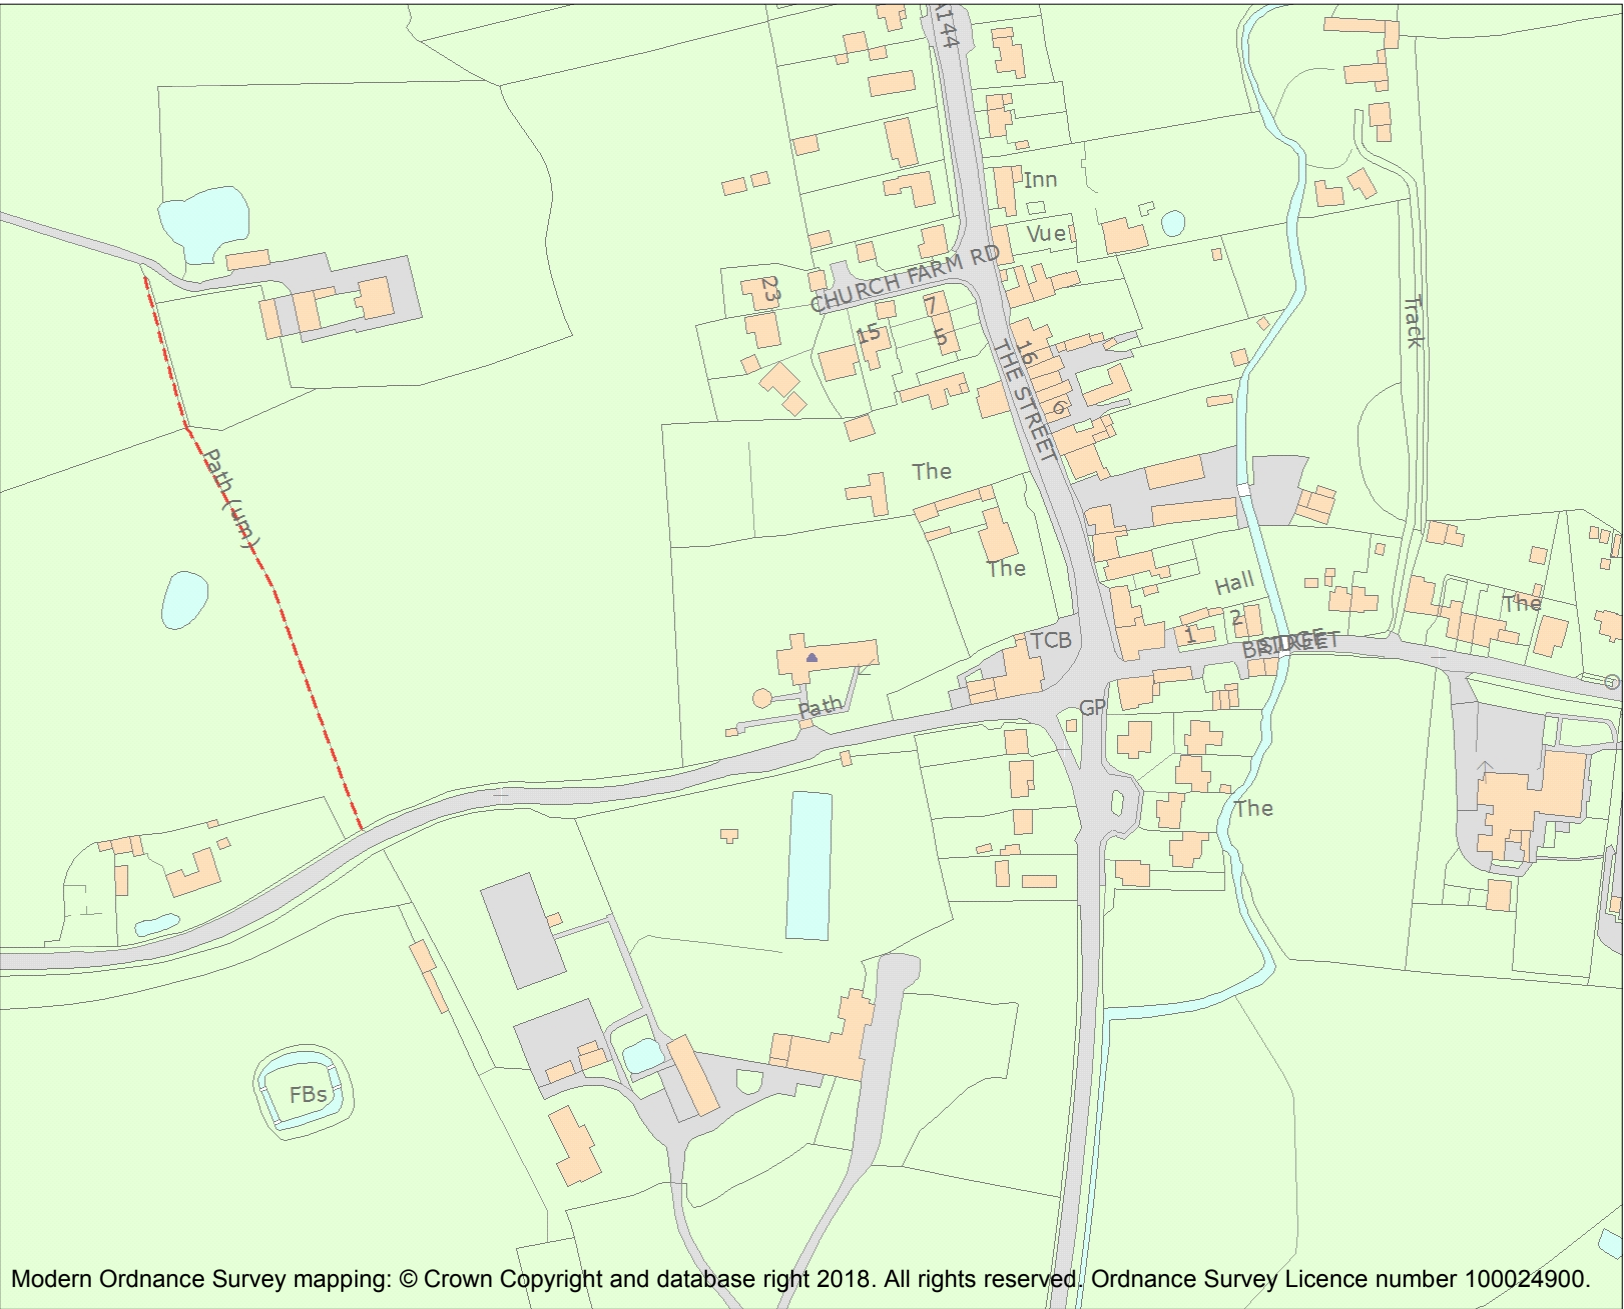 A144
Inn
Vue
CHURCH FARM RD
23
7
15
5
16
THE STREET
6
Track
Path (um)
The
The
Hall
The
2
1
TCB
BRIDGE
STREET
Path
GP
The
FBs
Modern Ordnance Survey mapping: © Crown Copyright and database right 2018. All rights reserved. Ordnance Survey Licence number 100024900.